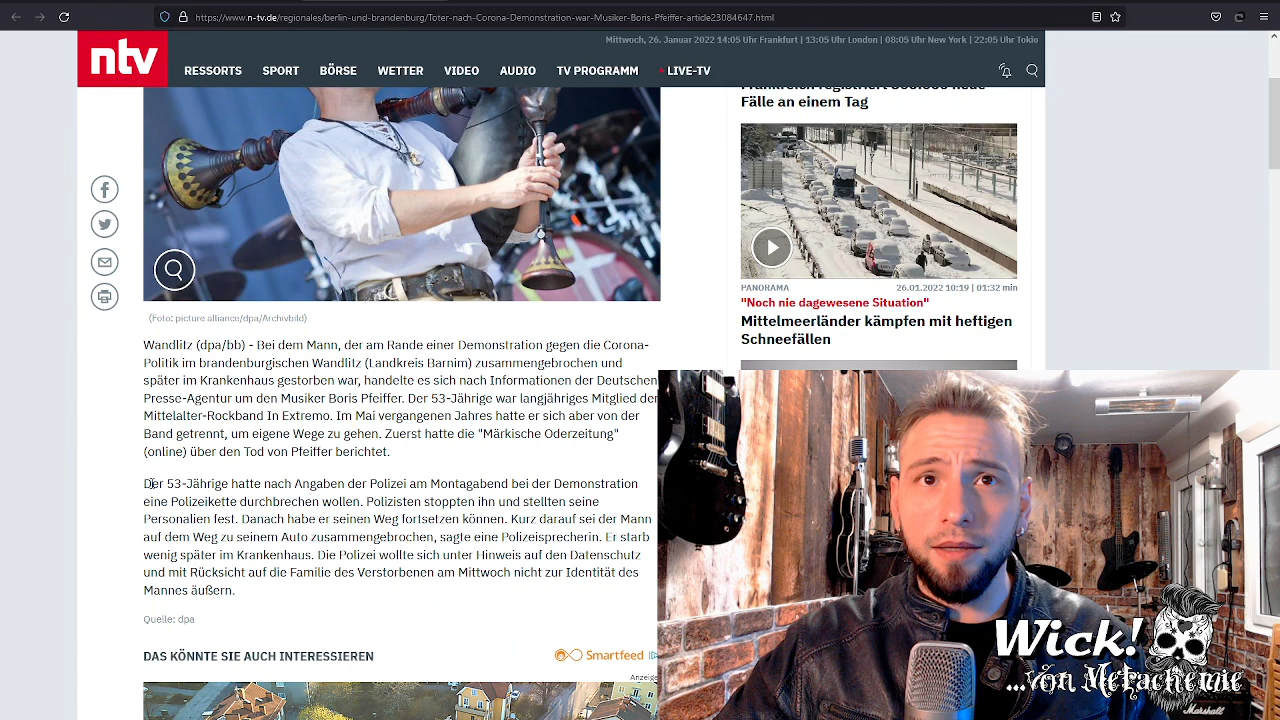 https://www.n-tv.de/regionales/berlin-und-brandenburg/Toter-nach-Corona-Demonstration-war-Musiker-Boris-Pfeiffer-article23084647.html
Mittwoch, 26. Januar 2022 14:05 Uhr Frankfurt | 13:05 Uhr London | 08:05 Uhr New York | 22:05 Uhr Tokio
ntv
RESSORTS SPORT BÖRSE WETTER VIDEO AUDIO TV PROGRAMM LIVE-TV
Frankreich registriert 500.000 neue
Fälle an einem Tag
PANORAMA 26.01.2022 10:19 | 01:32 min
"Noch nie dagewesene Situation"
Mittelmeerländer kämpfen mit heftigen
Schneefällen
(Foto: picture alliance/dpa/Archivbild)
Wandlitz (dpa/bb) - Bei dem Mann, der am Rande einer Demonstration gegen die Corona-
Politik im brandenburgischen Wandlitz (Landkreis Barnim) zusammengebrochen und
später im Krankenhaus gestorben war, handelte es sich nach Informationen der Deutschen
Presse-Agentur um den Musiker Boris Pfeiffer. Der 53-Jährige war langjähriges Mitglied der
Mittelalter-Rockband In Extremo. Im Mai vergangenen Jahres hatte er sich aber von der
Band getrennt, um eigene Wege zu gehen. Zuerst hatte die "Märkische Oderzeitung"
(online) über den Tod von Pfeiffer berichtet.
Der 53-Jährige hatte nach Angaben der Polizei am Montagabend bei der Demonstration
eine Polizeikette durchbrechen wollen. Polizisten stoppten ihn und stellten seine
Personalien fest. Danach habe er seinen Weg fortsetzen können. Kurz darauf sei der Mann
auf dem Weg zu seinem Auto zusammengebrochen, sagte eine Polizeisprecherin. Er starb
wenig später im Krankenhaus. Die Polizei wollte sich unter Hinweis auf den Datenschutz
und mit Rücksicht auf die Familie des Verstorbenen am Mittwoch nicht zur Identität des
Mannes äußern.
Quelle: dpa
DAS KÖNNTE SIE AUCH INTERESSIEREN
Smartfeed
Anzeige
Wick!
...von Metachemie
Marshall